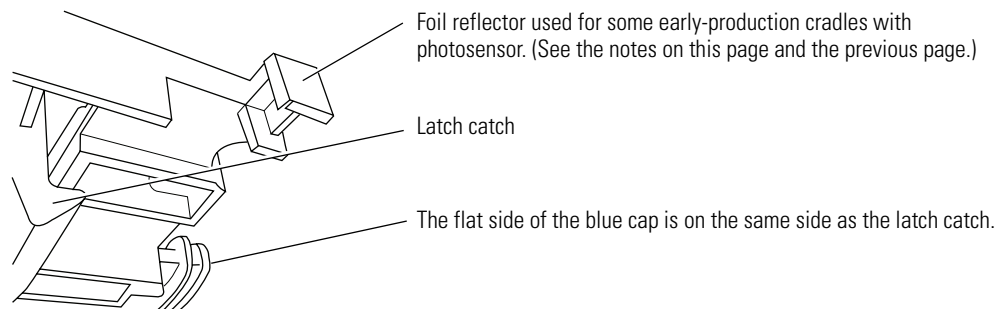 Foil reflector used for some early-production cradles with
photosensor. (See the notes on this page and the previous page.)
Latch catch
The flat side of the blue cap is on the same side as the latch catch.